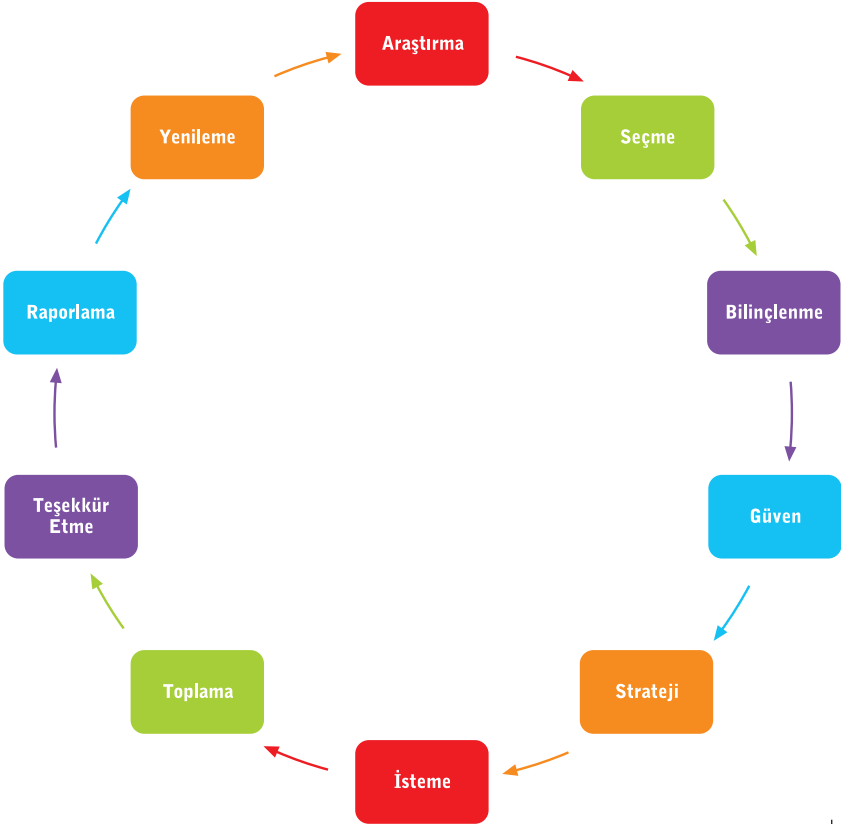 Araştırma
Seçme
Bilinçlenme
Güven
Strateji
İsteme
Toplama
Teşekkür
Etme
Raporlama
Yenileme